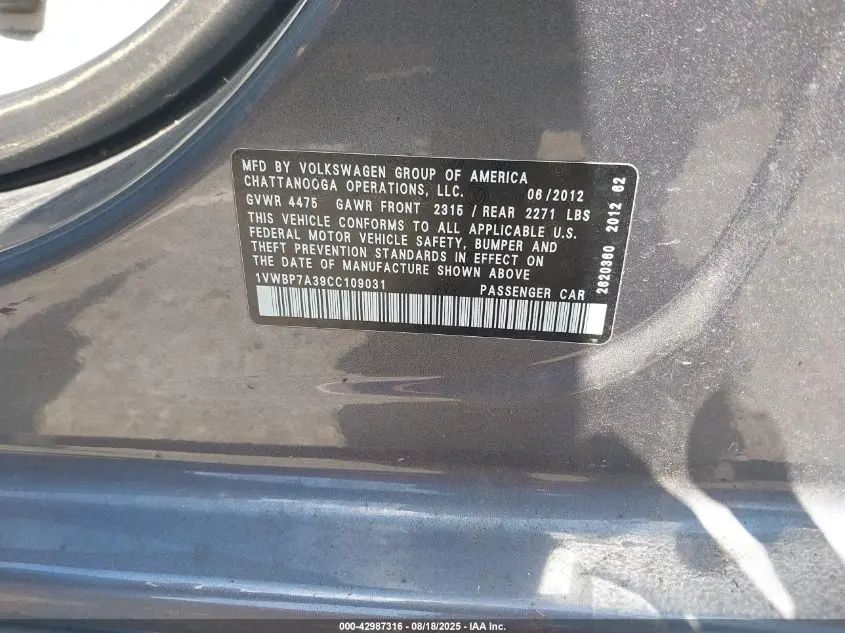 MFD BY VOLKSWAGEN GROUP OF AMERICA
CHATTANOOGA OPERATIONS, LLC. 06/2012
GVWR 4475 GAWR FRONT 2315 / REAR 2271 LBS
THIS VEHICLE CONFORMS TO ALL APPLICABLE U.S.
FEDERAL MOTOR VEHICLE SAFETY, BUMPER AND
THEFT PREVENTION STANDARDS IN EFFECT ON
THE DATE OF MANUFACTURE SHOWN ABOVE
1VWBP7A39CC109031 PASSENGER CAR
2620360 2012 62
000-42987316 - 08/18/2025 - IAA Inc.